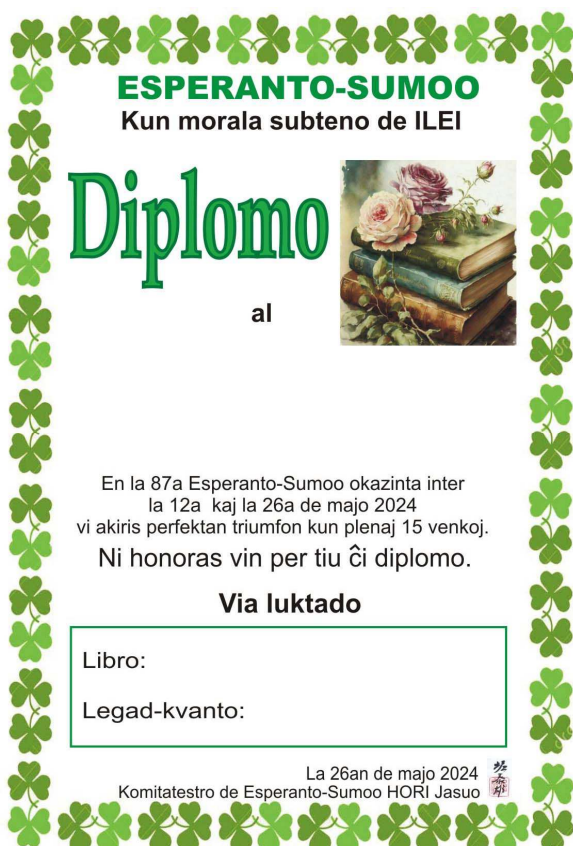 ESPERANTO-SUMOO
Kun morala subteno de ILEI
Diplomo
al
En la 87a Esperanto-Sumoo okazinta inter
la 12a kaj la 26a de majo 2024
vi akiris perfektan triumfon kun plenaj 15 venkoj.
Ni honoras vin per tiu ĉi diplomo.
Via luktado
Libro:
Legad-kvanto:
La 26an de majo 2024
Komitatestro de Esperanto-Sumoo HORI Jasuo